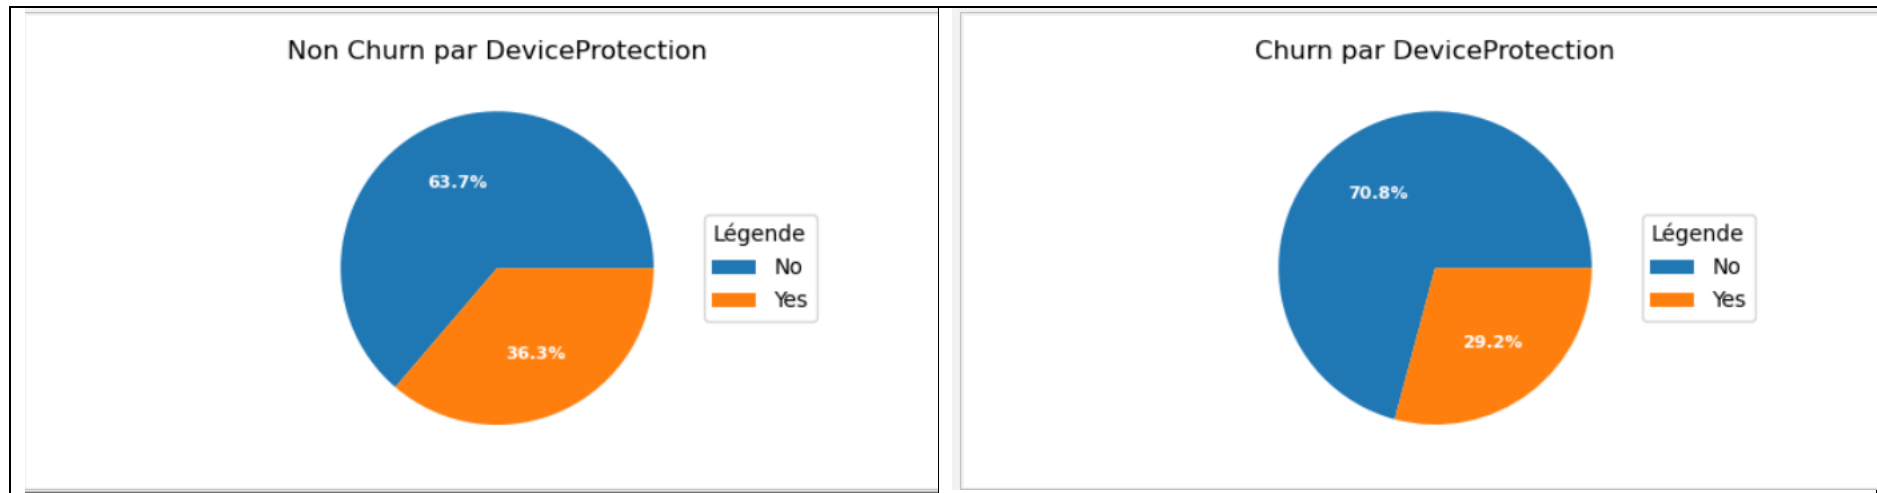 Non Churn par DeviceProtection
63.7%
36.3%
Légende
No
Yes
Churn par DeviceProtection
70.8%
29.2%
Légende
No
Yes